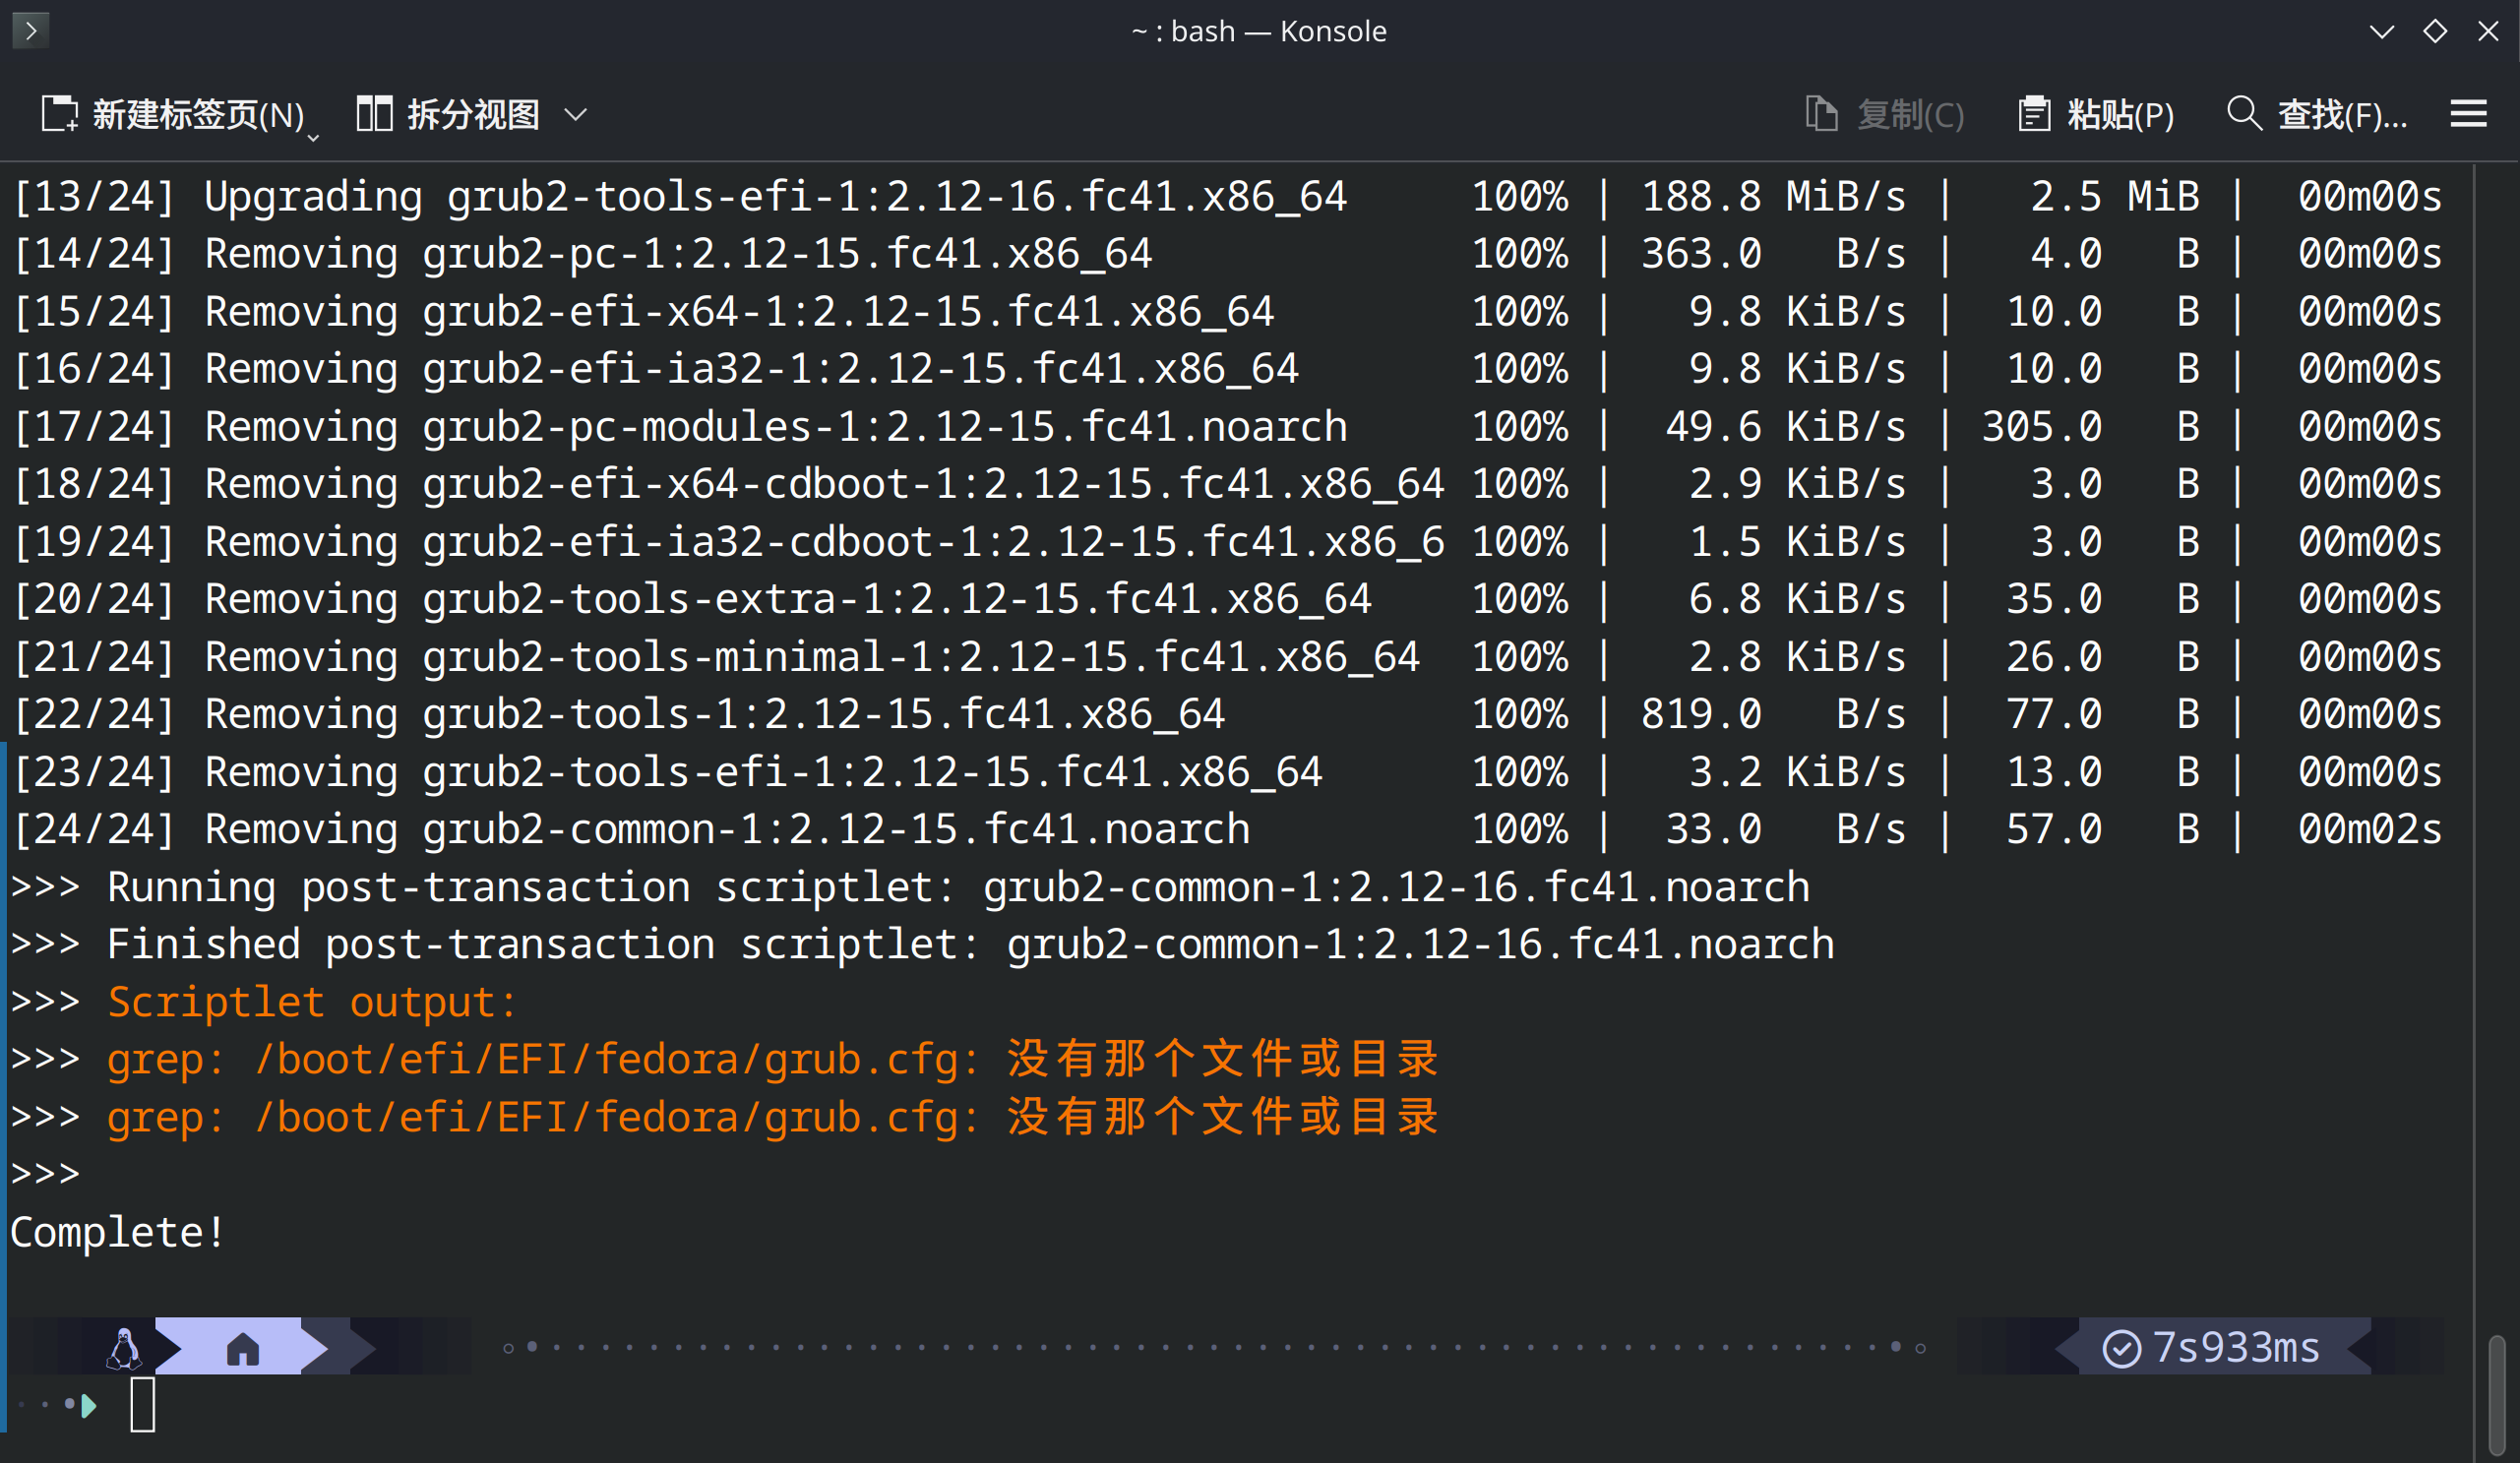 ~ : bash — Konsole
新建标签页(N) 拆分视图 复制(C) 粘贴(P) 查找(F)...
[13/24] Upgrading grub2-tools-efi-1:2.12-16.fc41.x86_64 100% | 188.8 MiB/s | 2.5 MiB | 00m00s
[14/24] Removing grub2-pc-1:2.12-15.fc41.x86_64 100% | 363.0 B/s | 4.0 B | 00m00s
[15/24] Removing grub2-efi-x64-1:2.12-15.fc41.x86_64 100% | 9.8 KiB/s | 10.0 B | 00m00s
[16/24] Removing grub2-efi-ia32-1:2.12-15.fc41.x86_64 100% | 9.8 KiB/s | 10.0 B | 00m00s
[17/24] Removing grub2-pc-modules-1:2.12-15.fc41.noarch 100% | 49.6 KiB/s | 305.0 B | 00m00s
[18/24] Removing grub2-efi-x64-cdboot-1:2.12-15.fc41.x86_64 100% | 2.9 KiB/s | 3.0 B | 00m00s
[19/24] Removing grub2-efi-ia32-cdboot-1:2.12-15.fc41.x86_6 100% | 1.5 KiB/s | 3.0 B | 00m00s
[20/24] Removing grub2-tools-extra-1:2.12-15.fc41.x86_64 100% | 6.8 KiB/s | 35.0 B | 00m00s
[21/24] Removing grub2-tools-minimal-1:2.12-15.fc41.x86_64 100% | 2.8 KiB/s | 26.0 B | 00m00s
[22/24] Removing grub2-tools-1:2.12-15.fc41.x86_64 100% | 819.0 B/s | 77.0 B | 00m00s
[23/24] Removing grub2-tools-efi-1:2.12-15.fc41.x86_64 100% | 3.2 KiB/s | 13.0 B | 00m00s
[24/24] Removing grub2-common-1:2.12-15.fc41.noarch 100% | 33.0 B/s | 57.0 B | 00m02s
>>> Running post-transaction scriptlet: grub2-common-1:2.12-16.fc41.noarch
>>> Finished post-transaction scriptlet: grub2-common-1:2.12-16.fc41.noarch
>>> Scriptlet output:
>>> grep: /boot/efi/EFI/fedora/grub.cfg: 没有那个文件或目录
>>> grep: /boot/efi/EFI/fedora/grub.cfg: 没有那个文件或目录
>>>
Complete!
7s933ms